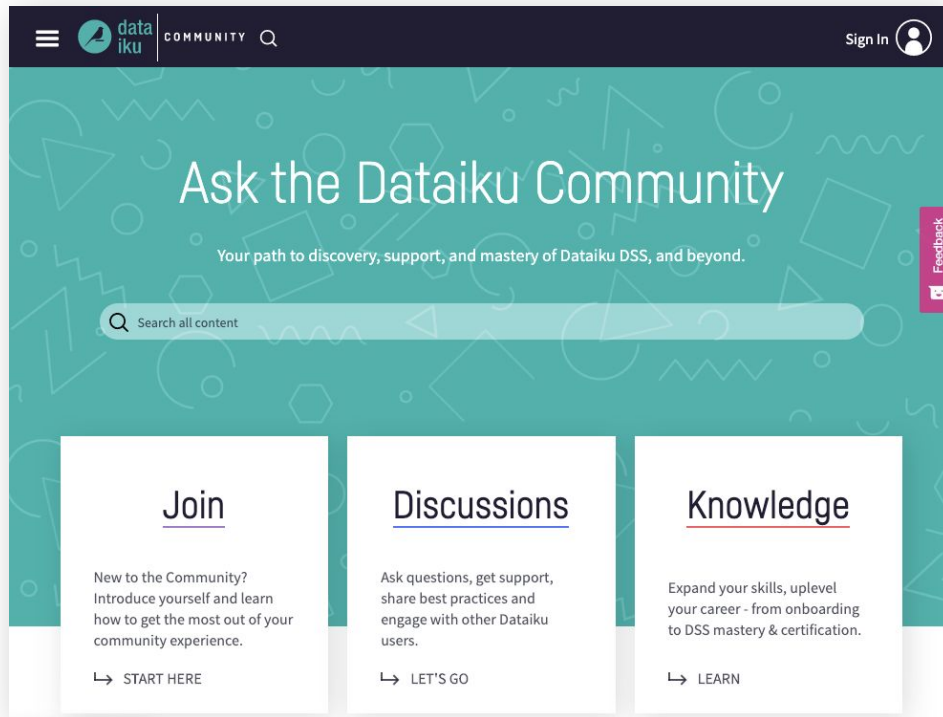 data
iku
COMMUNITY
Sign In
Ask the Dataiku Community
Your path to discovery, support, and mastery of Dataiku DSS, and beyond.
Feedback
Search all content
Join
New to the Community?
Introduce yourself and learn
how to get the most out of your
community experience.
START HERE
Discussions
Ask questions, get support,
share best practices and
engage with other Dataiku
users.
LET'S GO
Knowledge
Expand your skills, uplevel
your career - from onboarding
to DSS mastery & certification.
LEARN